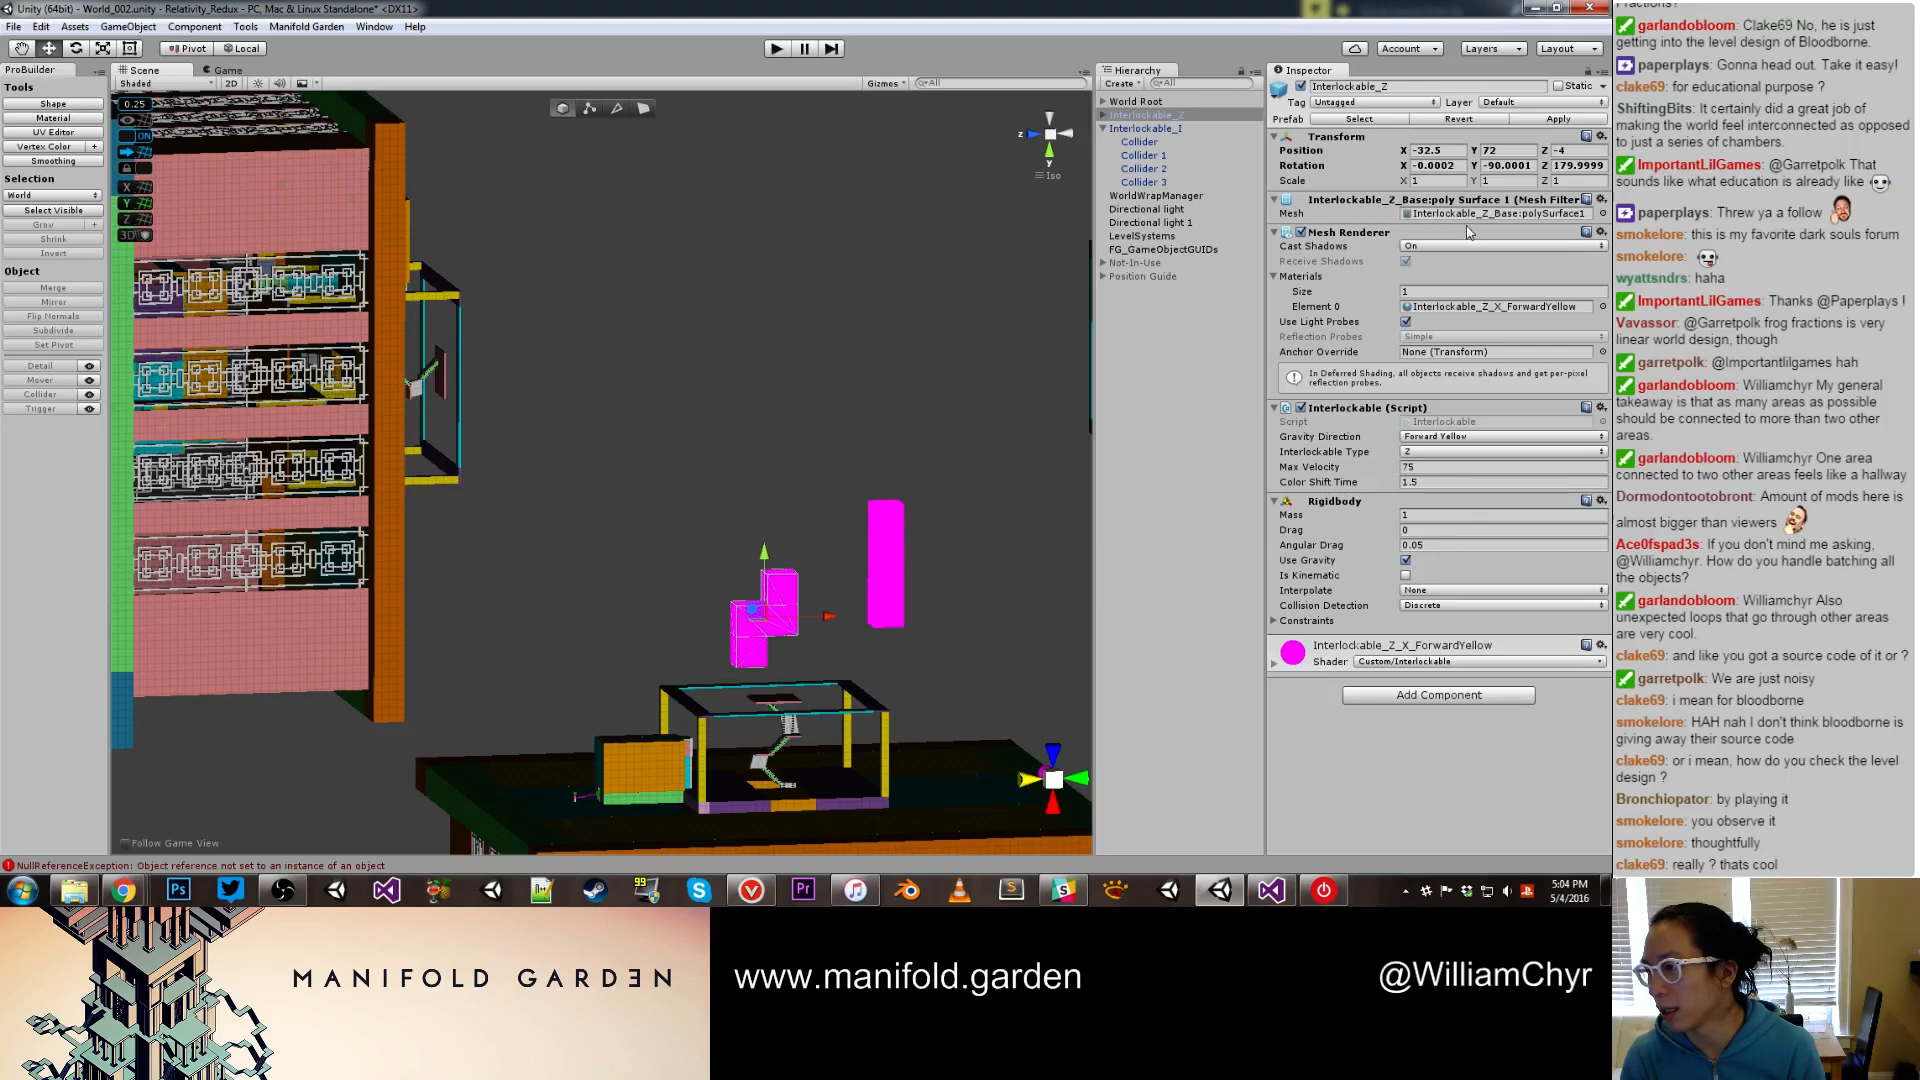 Unity (64bit) - World_002.unity - Relativity_Redux - PC, Mac & Linux Standalone* <DX11>
File Edit Assets GameObject Component Tools Manifold Garden Window Help
Pivot Local
Account Layers Layout
ProBuilder
Tools
Shape
Material
UV Editor
Vertex Color +
Smoothing
Selection
World
Select Visible
Grow +
Shrink
Invert
Object
Merge
Mirror
Flip Normals
Subdivide
Set Pivot
Detail
Mover
Collider
Trigger
Scene Game
Shaded 2D Gizmos All
0.25
ON
X
Y
Z
3D
z
y
Iso
Follow Game View
NullReferenceException: Object reference not set to an instance of an object
Hierarchy
Create All
World Root
Interlockable_Z
Interlockable_I
Collider
Collider 1
Collider 2
Collider 3
WorldWrapManager
Directional light
Directional light 1
LevelSystems
FG_GameObjectGUIDs
Not-In-Use
Position Guide
Inspector
Interlockable_Z Static
Tag Untagged Layer Default
Prefab Select Revert Apply
Transform
Position X -32.5 Y 72 Z -4
Rotation X -0.0002 Y -90.0001 Z 179.9999
Scale X 1 Y 1 Z 1
Interlockable_Z_Base:poly Surface 1 (Mesh Filter
Mesh Interlockable_Z_Base:polySurface1
Mesh Renderer
Cast Shadows On
Receive Shadows
Materials
Size 1
Element 0 Interlockable_Z_X_ForwardYellow
Use Light Probes
Reflection Probes Simple
Anchor Override None (Transform)
In Deferred Shading, all objects receive shadows and get per-pixel
reflection probes.
Interlockable (Script)
Script Interlockable
Gravity Direction Forward Yellow
Interlockable Type Z
Max Velocity 75
Color Shift Time 1.5
Rigidbody
Mass 1
Drag 0
Angular Drag 0.05
Use Gravity
Is Kinematic
Interpolate None
Collision Detection Discrete
Constraints
Interlockable_Z_X_ForwardYellow
Shader Custom/Interlockable
Add Component
garlandobloom: Clake69 No, he is just
getting into the level design of Bloodborne.
paperplays: Gonna head out. Take it easy!
clake69: for educational purpose ?
ShiftingBits: It certainly did a great job of
making the world feel interconnected as opposed
to just a series of chambers.
ImportantLilGames: @Garretpolk That
sounds like what education is already like
paperplays: Threw ya a follow
smokelore: this is my favorite dark souls forum
smokelore:
wyattsndrs: haha
ImportantLilGames: Thanks @Paperplays !
Vavassor: @Garretpolk frog fractions is very
linear world design, though
garretpolk: @Importantlilgames hah
garlandobloom: Williamchyr My general
takeaway is that as many areas as possible
should be connected to more than two other
areas.
garlandobloom: Williamchyr One area
connected to two other areas feels like a hallway
Dormodontootobront: Amount of mods here is
almost bigger than viewers
Ace0fspad3s: If you don't mind me asking,
@Williamchyr. How do you handle batching all
the objects?
garlandobloom: Williamchyr Also
unexpected loops that go through other areas
are very cool.
clake69: and like you got a source code of it or ?
garretpolk: We are just noisy
clake69: i mean for bloodborne
smokelore: HAH nah I don't think bloodborne is
giving away their source code
clake69: or i mean, how do you check the level
design ?
Bronchiopator: by playing it
smokelore: you observe it
smokelore: thoughtfully
clake69: really ? thats cool
Ps
99
Pr
S
5:04 PM
5/4/2016
MANIFOLD GARDƎN
www.manifold.garden
@WilliamChyr